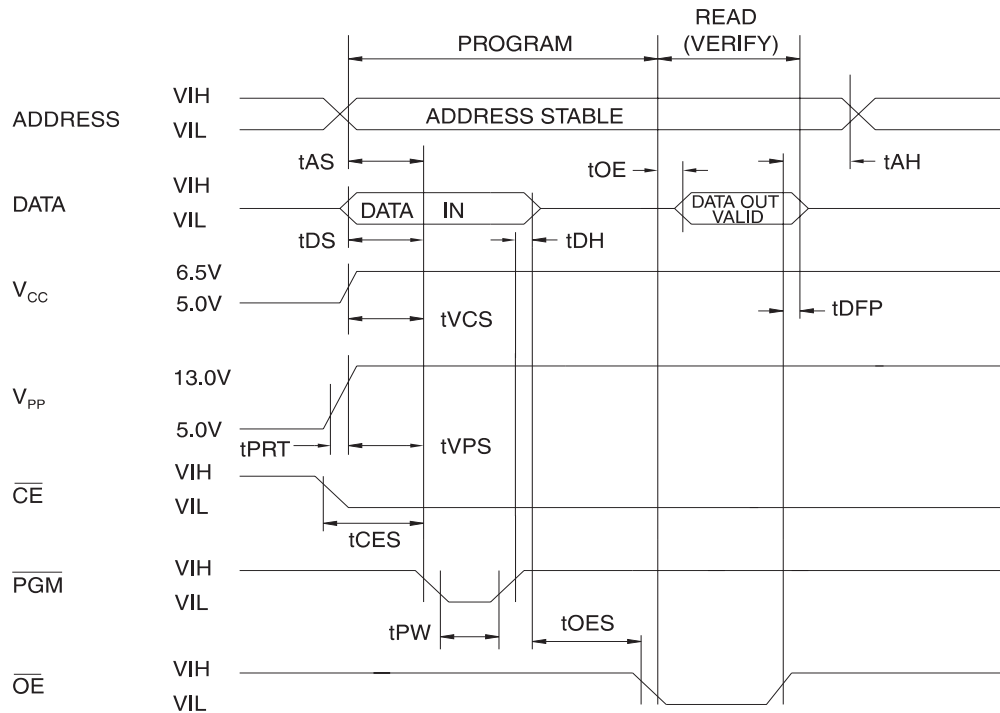 READ
PROGRAM (VERIFY)
ADDRESS VIH
VIL ADDRESS STABLE
tAS tOE tAH
DATA VIH
VIL DATA IN DATA OUT
VALID
tDS tDH
VCC 6.5V
5.0V tVCS tDFP
VPP 13.0V
5.0V
tPRT tVPS
CE VIH
VIL
tCES
PGM VIH
VIL
tPW tOES
OE VIH
VIL